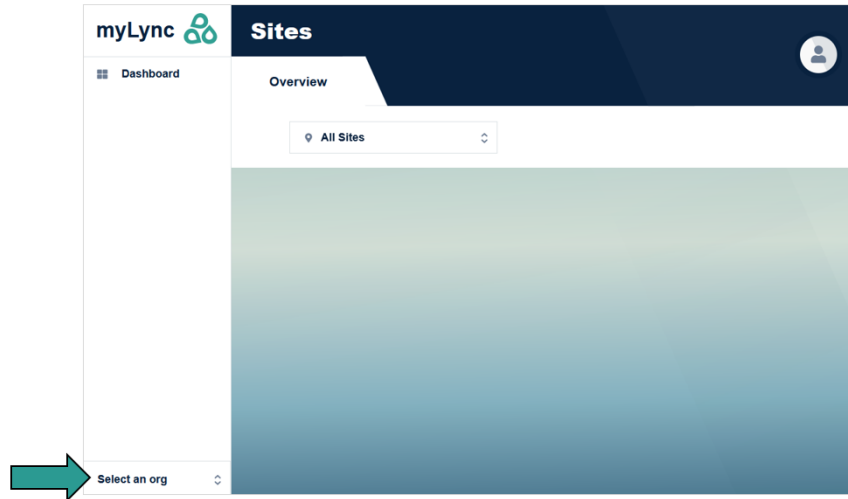 myLync
Sites
Dashboard
Overview
All Sites
Select an org